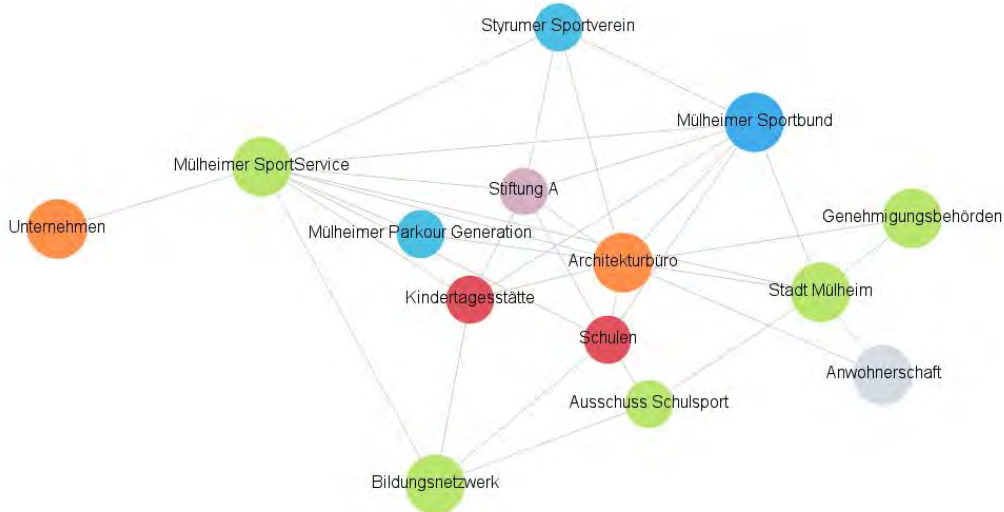 Styrumer Sportverein
Mülheimer Sportbund
Mülheimer SportService
Stiftung A
Genehmigungsbehörden
Unternehmen
Mülheimer Parkour Generation
Architekturbüro
Stadt Mülheim
Kindertagesstätte
Schulen
Anwohnerschaft
Ausschuss Schulsport
Bildungsnetzwerk